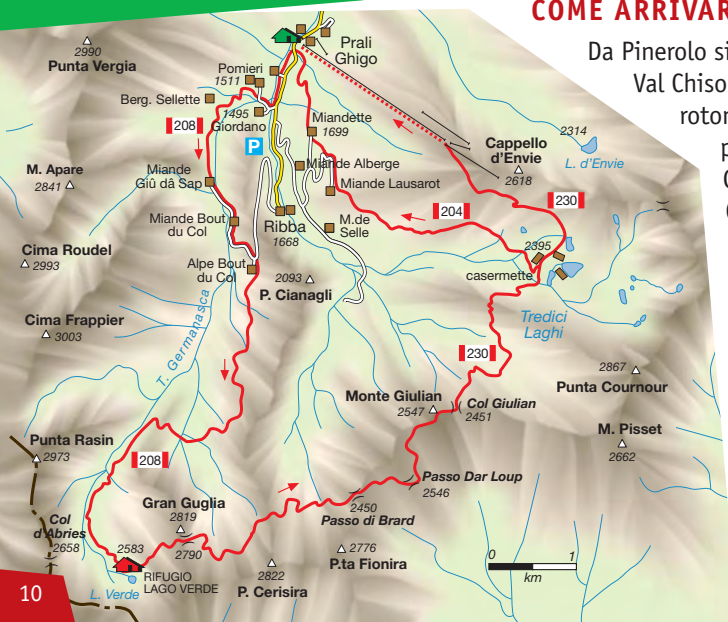 COME ARRIVAR
Da Pinerolo si
Val Chiso
roton
p
2990
Punta Vergia
Prali
Ghigo
Pomieri
1511
Berg. Sellette
1495
Giordano
208
P
Miandette
1699
Miande Alberge
Miande Lausarot
Cappello
d'Envie
2618
2314
L. d'Envie
230
204
M. Apare
2841
Miande
Giû dâ Sap
Miande Bout
du Col
Ribba
1668
M.de
Selle
2395
casermette
Cima Roudel
2993
Alpe Bout
du Col
2093
P. Cianagli
Tredici
Laghi
T. Germanasca
Cima Frappier
3003
230
2867
Punta Cournour
Monte Giulian
2547
Col Giulian
2451
M. Pisset
2662
Punta Rasin
2973
208
Passo Dar Loup
2546
Gran Guglia
2819
2450
Passo di Brard
Col
d'Abries
2658
2583
2790
2776
P.ta Fionira
0 1
km
RIFUGIO
LAGO VERDE
L. Verde
2822
P. Cerisira
10